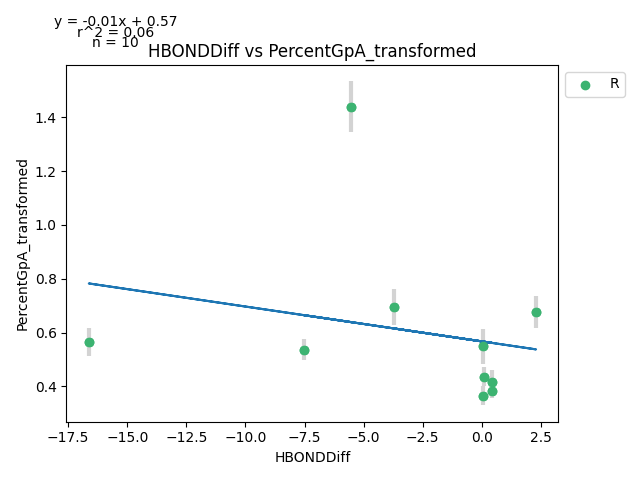 y = -0.01x + 0.57
r^2 = 0.06
n = 10
HBONDDiff vs PercentGpA_transformed
R
PercentGpA_transformed
1.4
1.2
1.0
0.8
0.6
0.4
−17.5 −15.0 −12.5 −10.0 −7.5 −5.0 −2.5 0.0 2.5
HBONDDiff